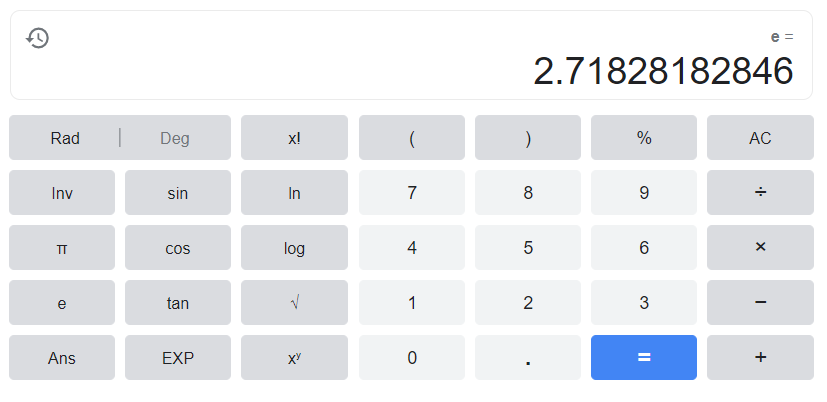 e =
2.71828182846
Rad | Deg x! ( ) % AC
Inv sin ln 7 8 9 ÷
π cos log 4 5 6 ×
e tan √ 1 2 3 −
Ans EXP xʸ 0 . = +